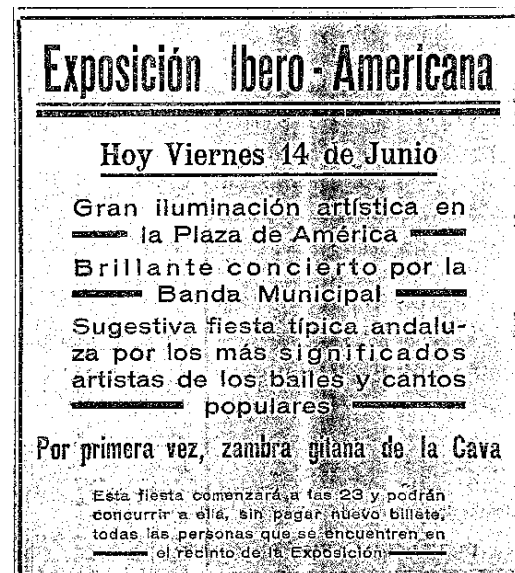 Exposición Ibero-Americana
Hoy Viernes 14 de Junio
Gran iluminación artística en
la Plaza de América
Brillante concierto por la
Banda Municipal
Sugestiva fiesta típica andalu-
za por los más significados
artistas de los bailes y cantos
populares
Por primera vez, zambra gitana de la Cava
Esta fiesta comenzará a las 23 y podrán
concurrir a ella, sin pagar nuevo billete,
todas las personas que se encuentren en
el recinto de la Exposición